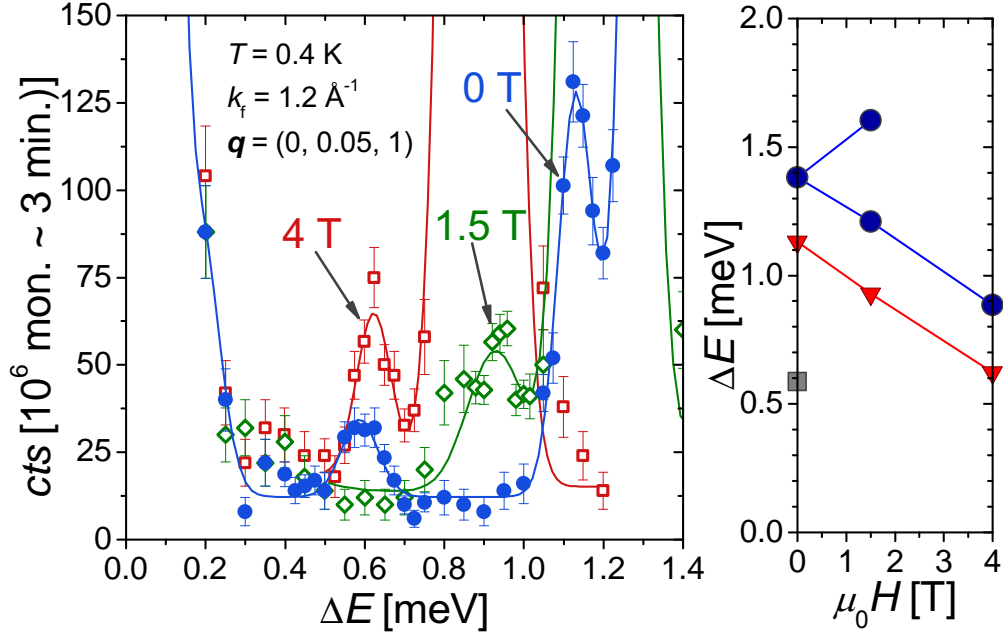 cts [10⁶ mon. ~ 3 min.)]
150
125
100
75
50
25
0
T = 0.4 K
k_f = 1.2 Å⁻¹
q = (0, 0.05, 1)
0 T
4 T
1.5 T
0.0 0.2 0.4 0.6 0.8 1.0 1.2 1.4
ΔE [meV]
ΔE [meV]
2.0
1.5
1.0
0.5
0.0
0 1 2 3 4
μ₀H [T]